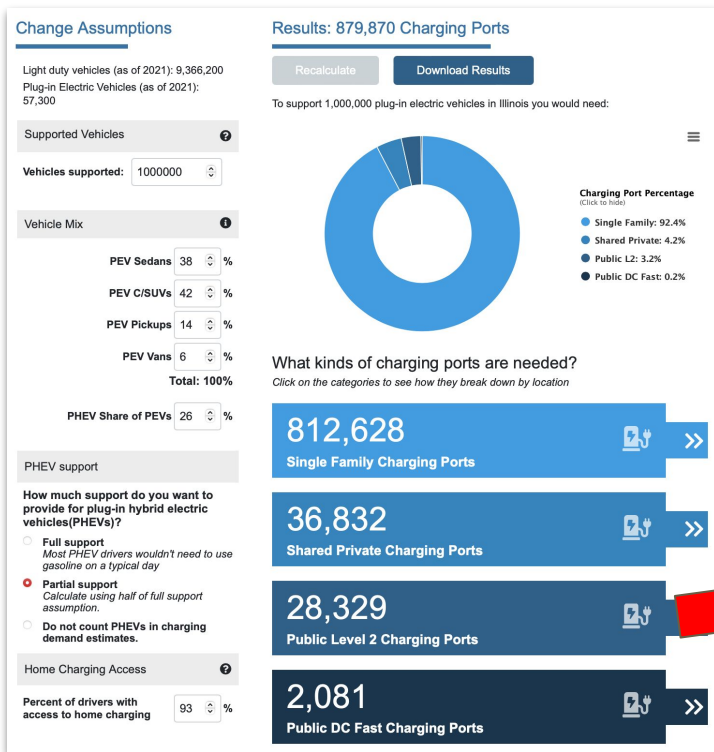 Change Assumptions
Light duty vehicles (as of 2021): 9,366,200
Plug-in Electric Vehicles (as of 2021):
57,300
Supported Vehicles
Vehicles supported: 1000000
Vehicle Mix
PEV Sedans 38 %
PEV C/SUVs 42 %
PEV Pickups 14 %
PEV Vans 6 %
Total: 100%
PHEV Share of PEVs 26 %
PHEV support
How much support do you want to
provide for plug-in hybrid electric
vehicles(PHEVs)?
Full support
Most PHEV drivers wouldn't need to use
gasoline on a typical day
Partial support
Calculate using half of full support
assumption.
Do not count PHEVs in charging
demand estimates.
Home Charging Access
Percent of drivers with
access to home charging
93 %
Results: 879,870 Charging Ports
Recalculate
Download Results
To support 1,000,000 plug-in electric vehicles in Illinois you would need:
Charging Port Percentage
(Click to hide)
Single Family: 92.4%
Shared Private: 4.2%
Public L2: 3.2%
Public DC Fast: 0.2%
What kinds of charging ports are needed?
Click on the categories to see how they break down by location
812,628
Single Family Charging Ports
36,832
Shared Private Charging Ports
28,329
Public Level 2 Charging Ports
2,081
Public DC Fast Charging Ports